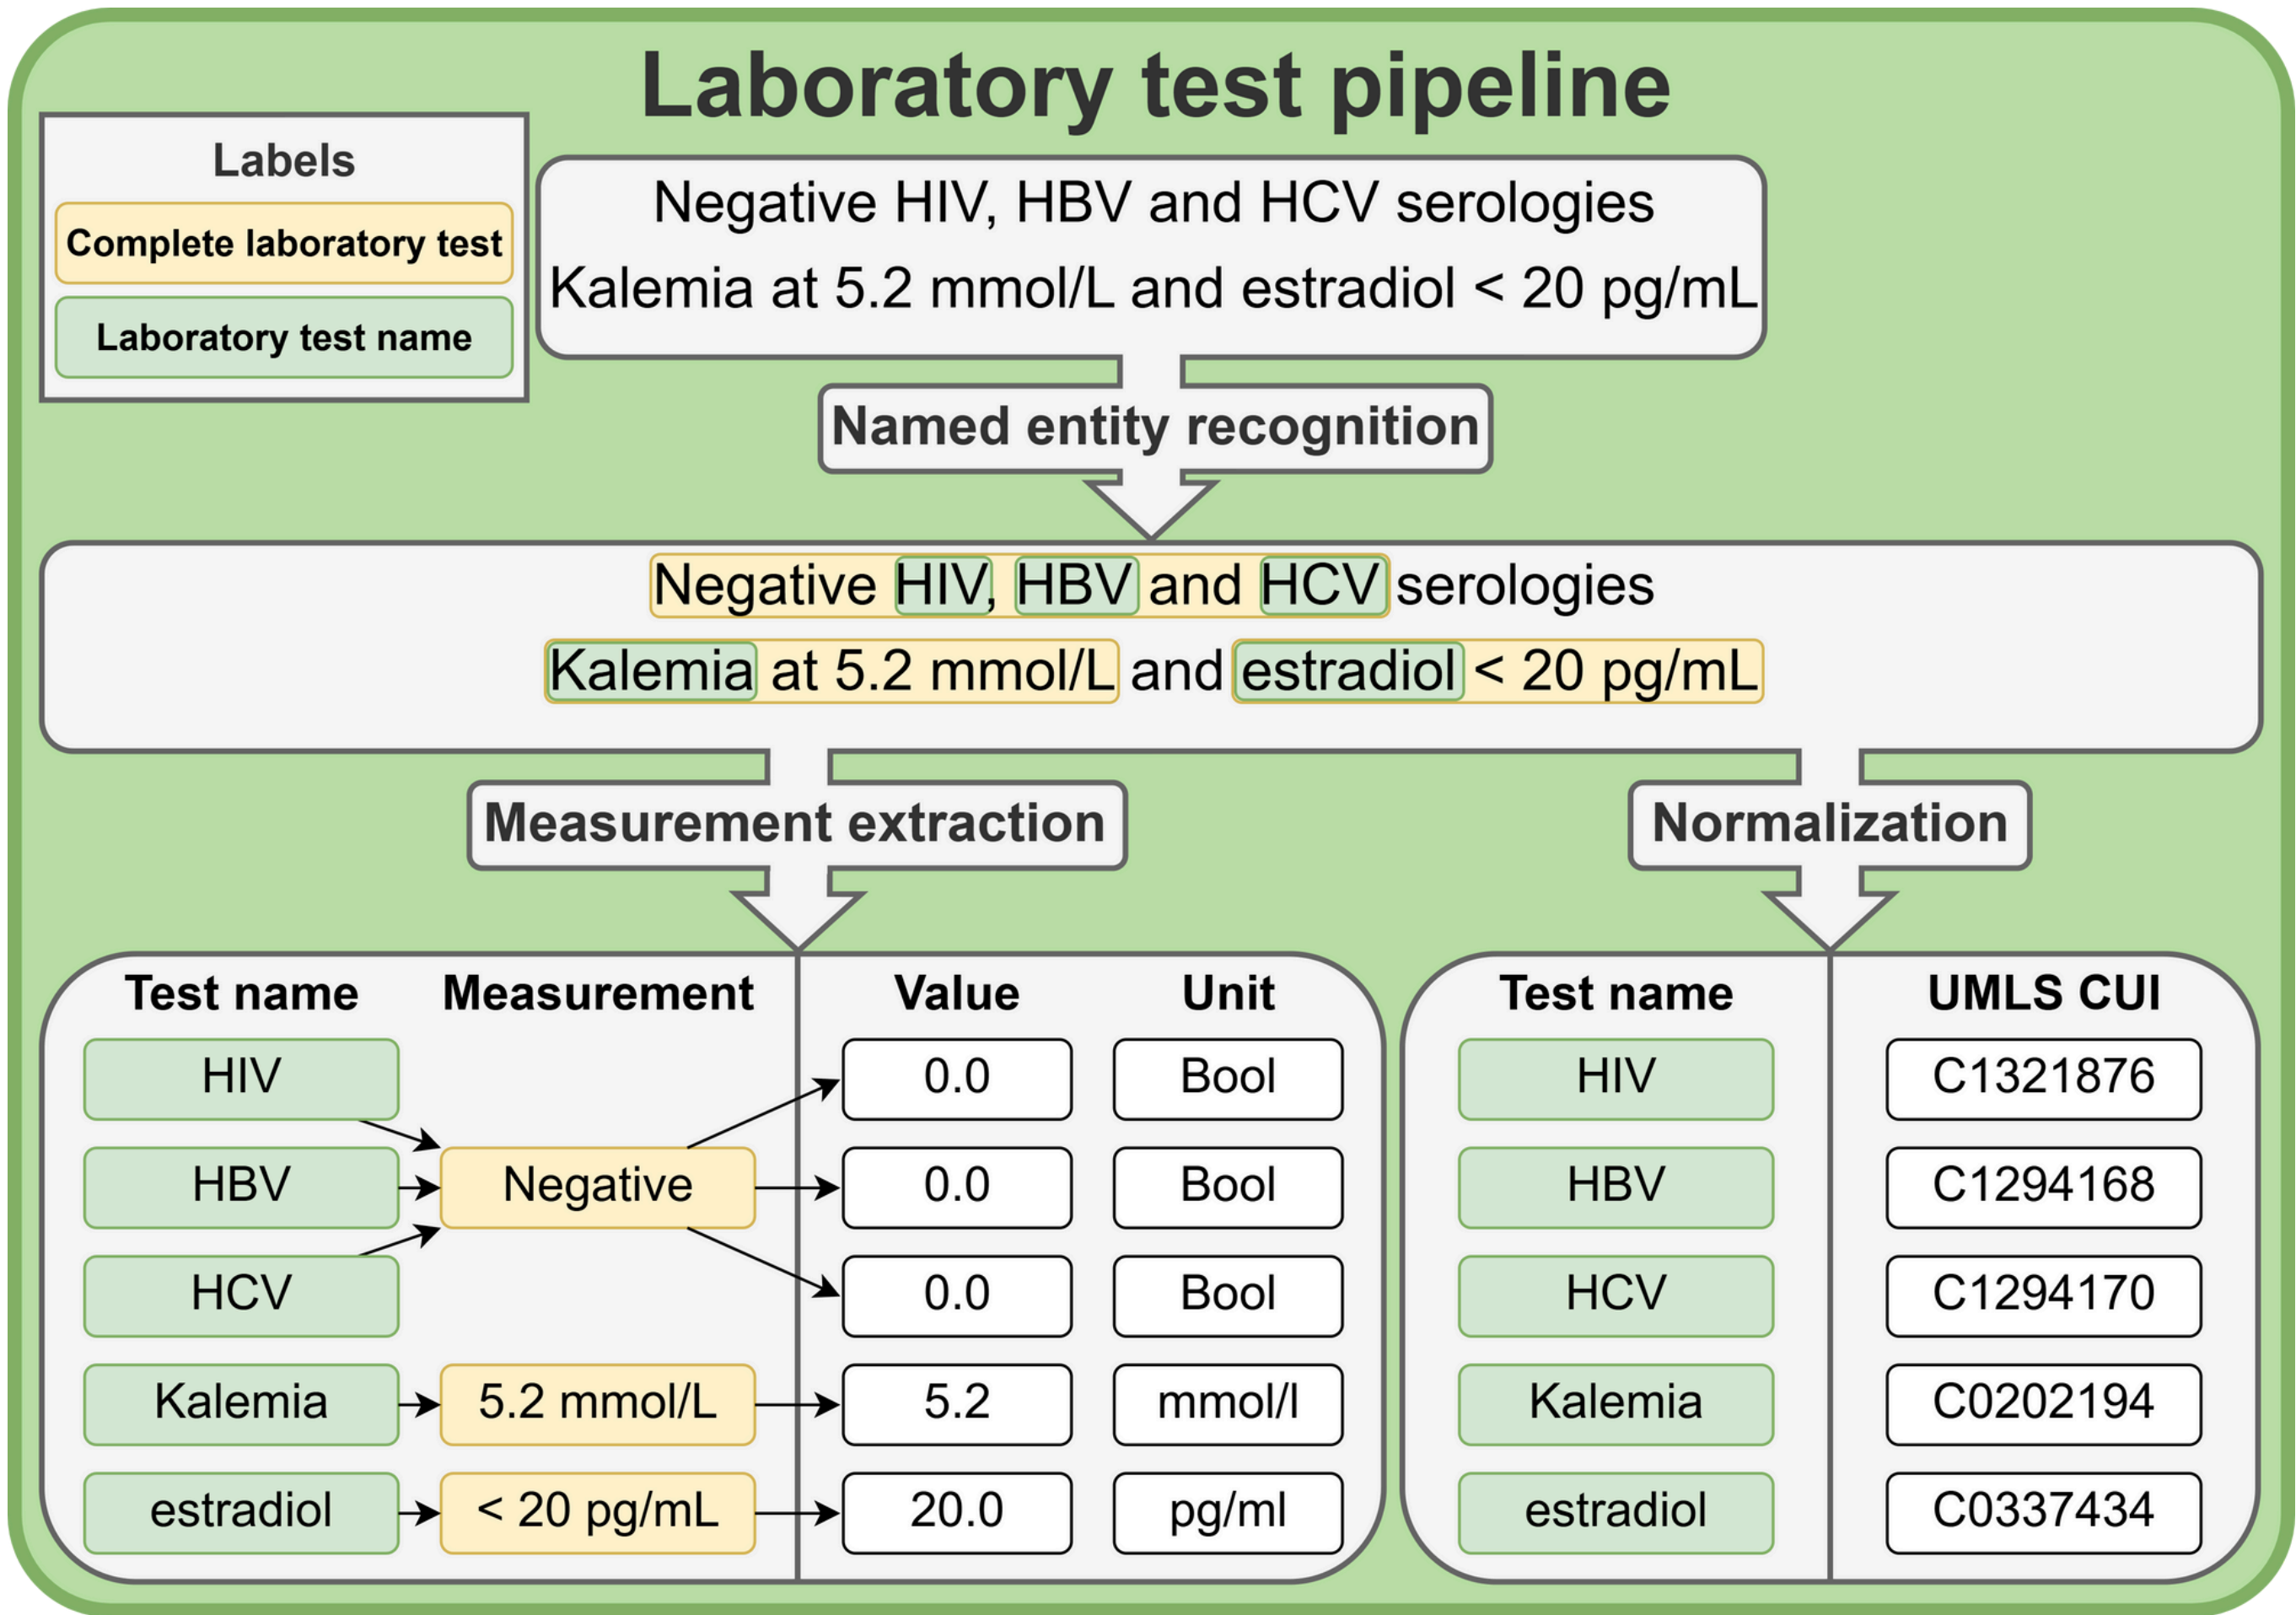 Laboratory test pipeline
Labels
Complete laboratory test
Laboratory test name
Negative HIV, HBV and HCV serologies
Kalemia at 5.2 mmol/L and estradiol < 20 pg/mL
Named entity recognition
Negative HIV, HBV and HCV serologies
Kalemia at 5.2 mmol/L and estradiol < 20 pg/mL
Measurement extraction
Normalization
Test name Measurement Value Unit
HIV 0.0 Bool
HBV Negative 0.0 Bool
HCV 0.0 Bool
Kalemia 5.2 mmol/L 5.2 mmol/l
estradiol < 20 pg/mL 20.0 pg/ml
Test name UMLS CUI
HIV C1321876
HBV C1294168
HCV C1294170
Kalemia C0202194
estradiol C0337434